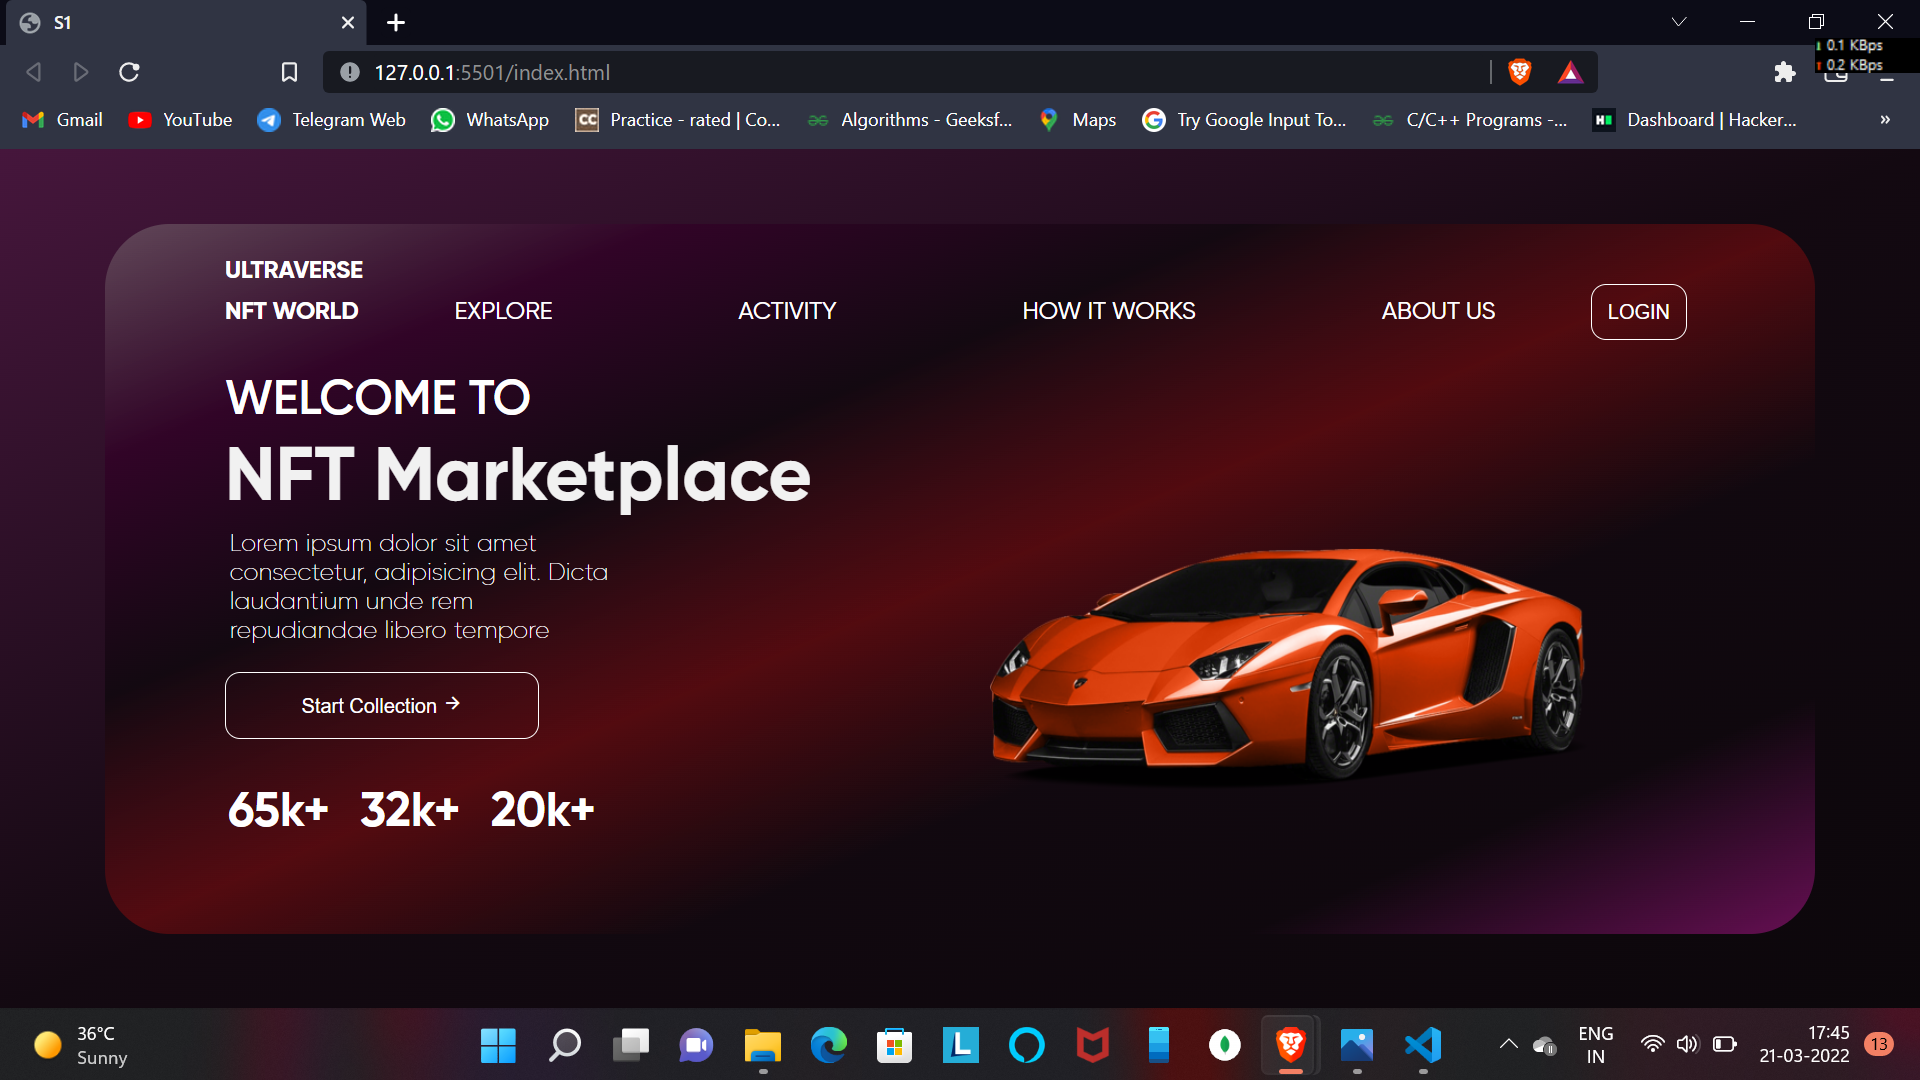 S1
0.1 KBps
127.0.0.1:5501/index.html
0.2 KBps
Gmail YouTube Telegram Web WhatsApp CC Practice - rated | Co... Algorithms - Geeksf... Maps Try Google Input To... C/C++ Programs -... H Dashboard | Hacker... »
ULTRAVERSE
NFT WORLD EXPLORE ACTIVITY HOW IT WORKS ABOUT US LOGIN
WELCOME TO
NFT Marketplace
Lorem ipsum dolor sit amet
consectetur, adipisicing elit. Dicta
laudantium unde rem
repudiandae libero tempore
Start Collection →
65k+ 32k+ 20k+
36°C
Sunny
L
ENG
IN
17:45
21-03-2022
13